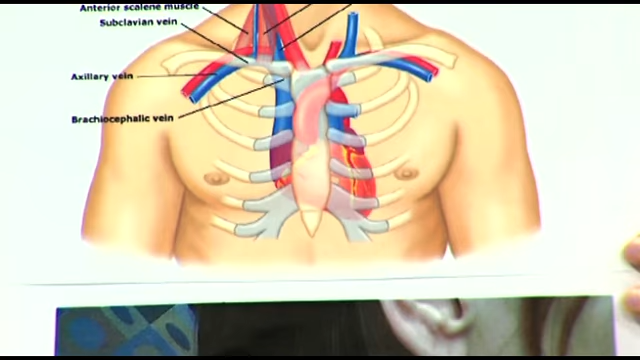 Anterior scalene muscle
Subclavian vein
Axillary vein
Brachiocephalic vein